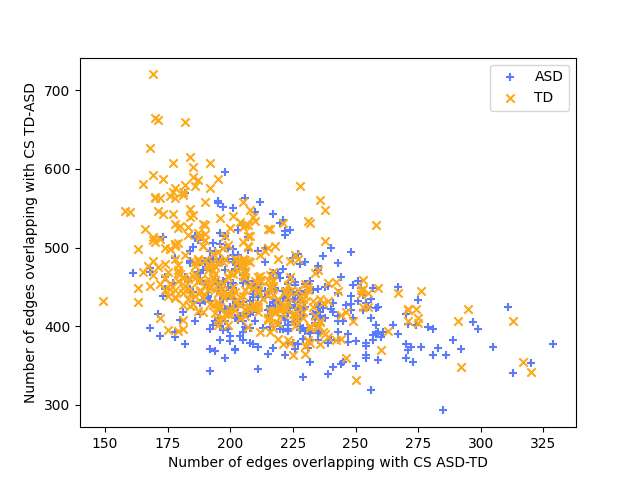 ASD
TD
700
600
500
400
300
Number of edges overlapping with CS TD-ASD
150 175 200 225 250 275 300 325
Number of edges overlapping with CS ASD-TD